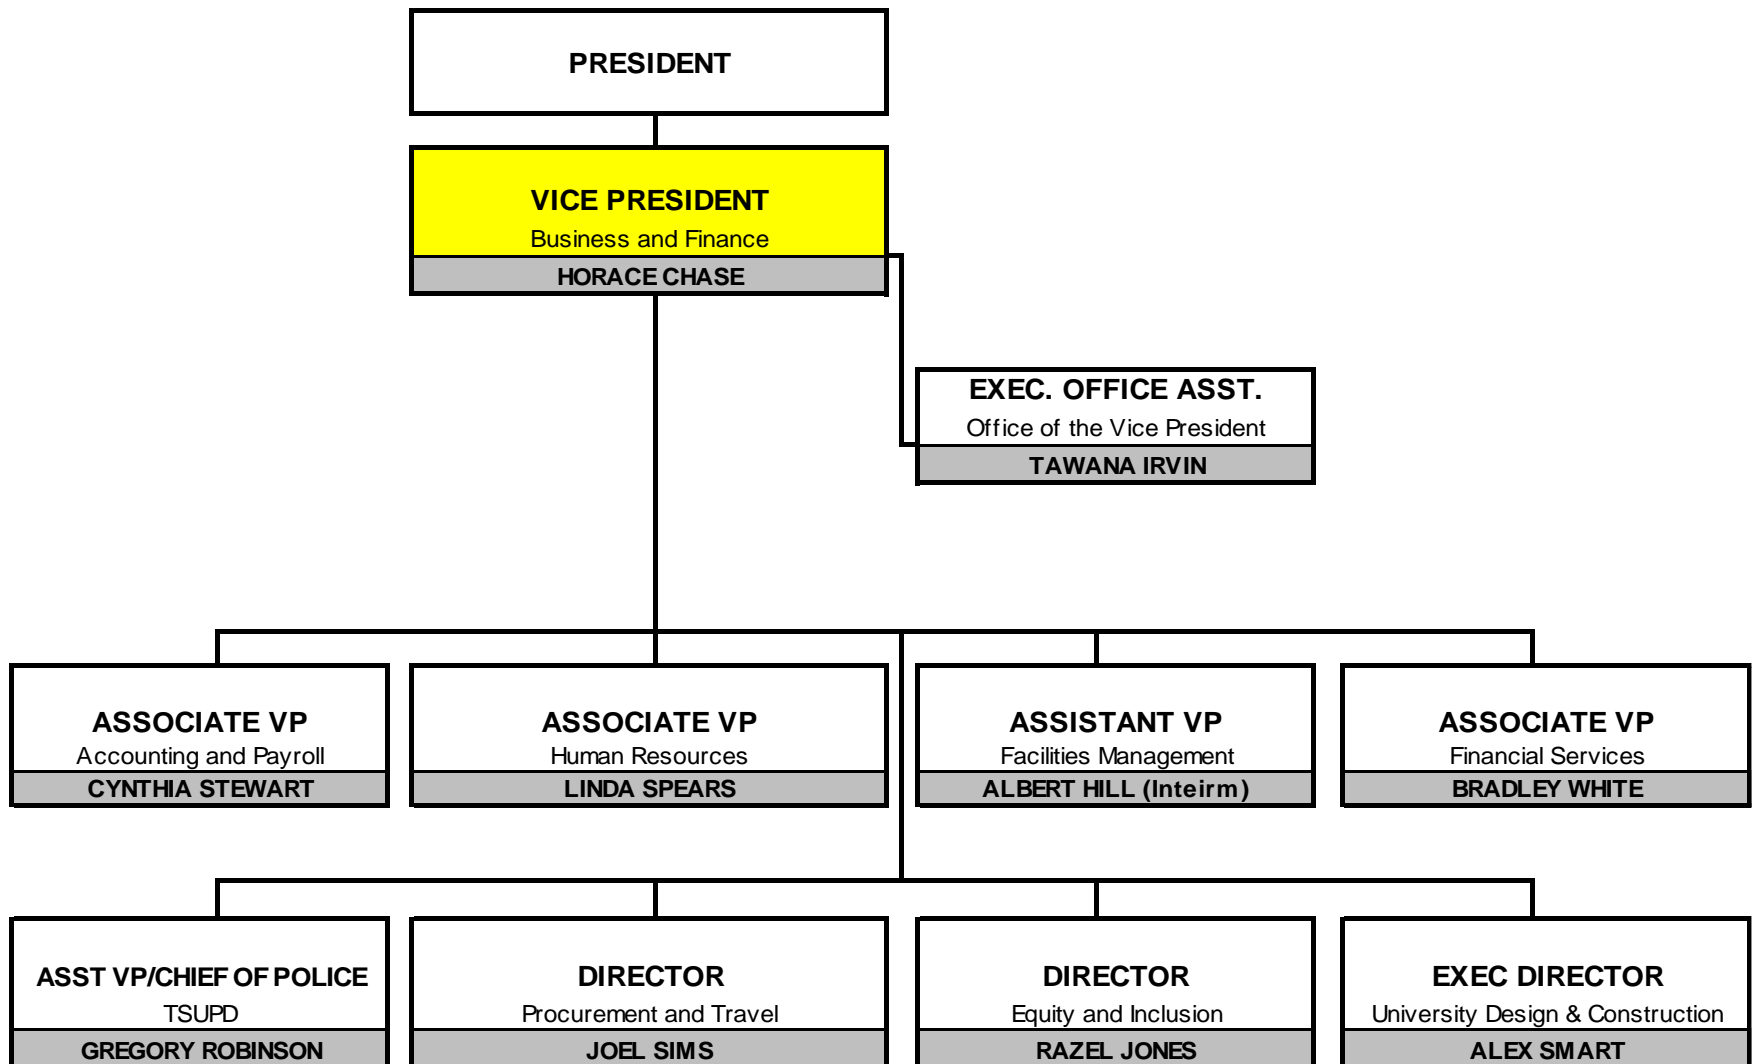 PRESIDENT
VICE PRESIDENT
Business and Finance
HORACE CHASE
EXEC. OFFICE ASST.
Office of the Vice President
TAWANA IRVIN
ASSOCIATE VP
Accounting and Payroll
CYNTHIA STEWART
ASSOCIATE VP
Human Resources
LINDA SPEARS
ASSISTANT VP
Facilities Management
ALBERT HILL (Inteirm)
ASSOCIATE VP
Financial Services
BRADLEY WHITE
ASST VP/CHIEF OF POLICE
TSUPD
GREGORY ROBINSON
DIRECTOR
Procurement and Travel
JOEL SIMS
DIRECTOR
Equity and Inclusion
RAZEL JONES
EXEC DIRECTOR
University Design & Construction
ALEX SMART